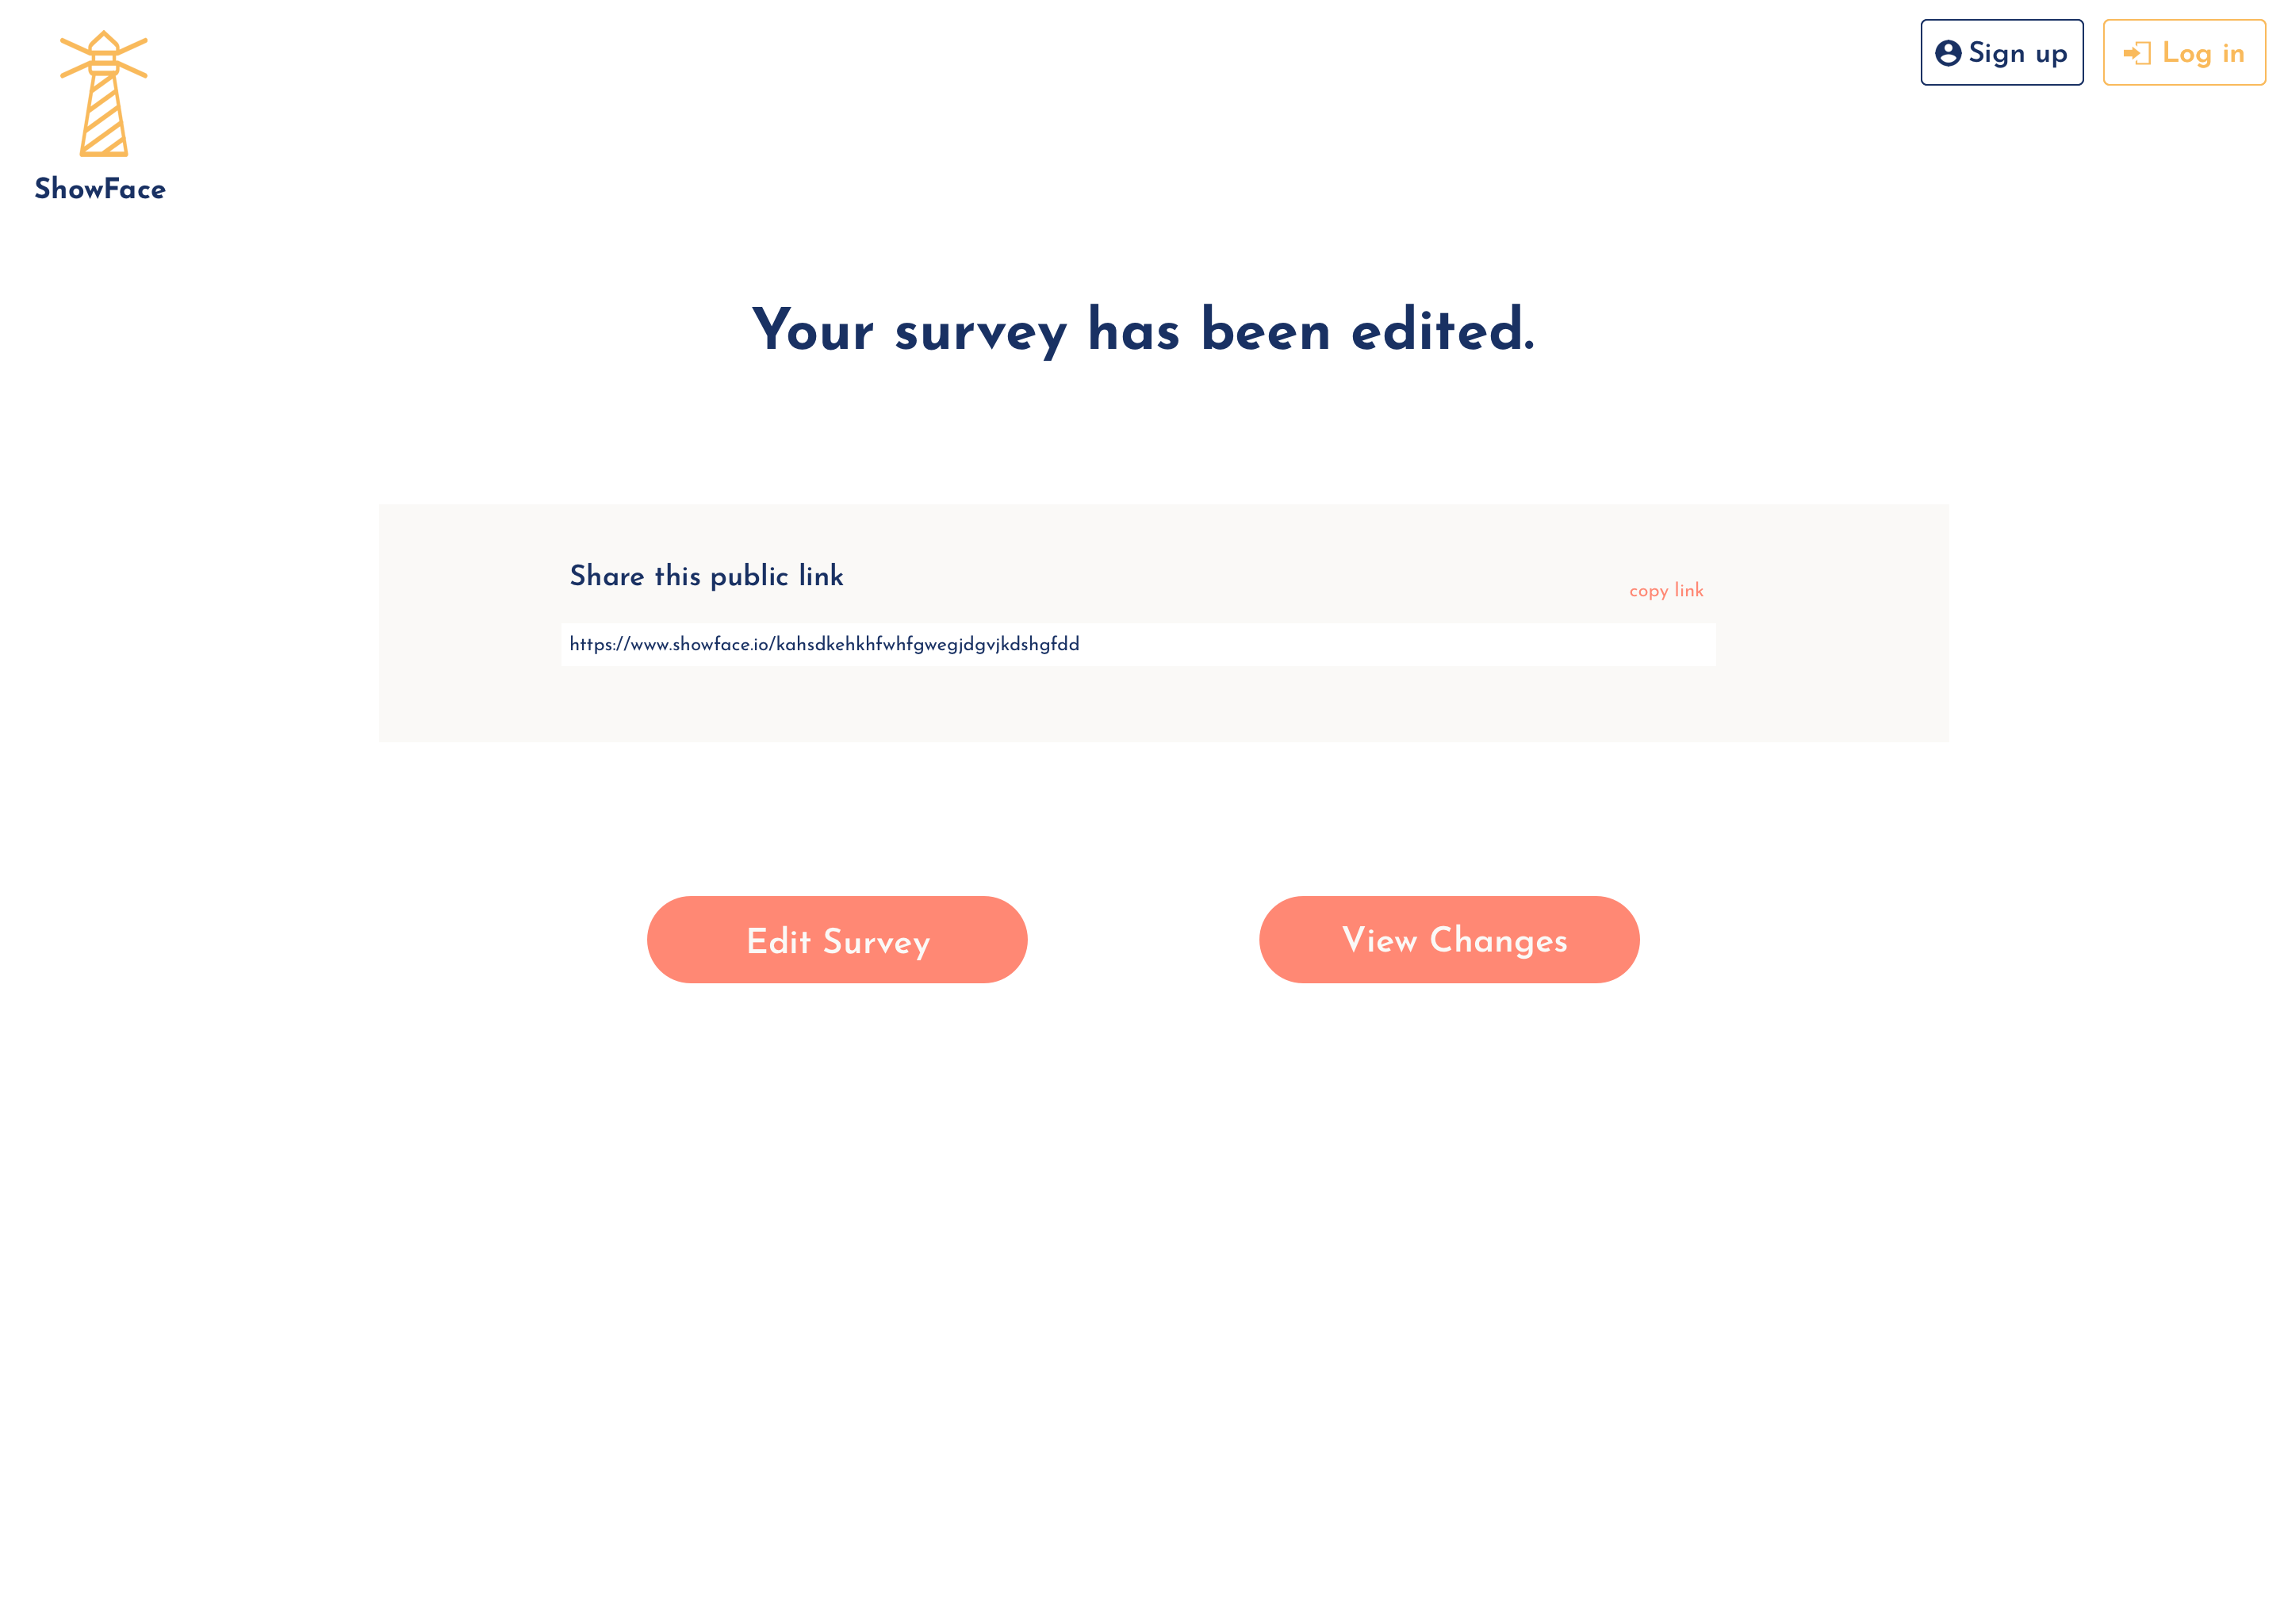 Sign up
Log in
ShowFace
Your survey has been edited.
Share this public link
copy link
https://www.showface.io/kahsdkehkhfwhfgwegjdgvjkdshgfdd
Edit Survey
View Changes